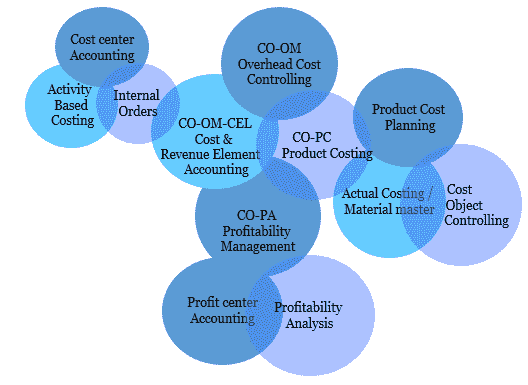 Cost center
Accounting
Activity
Based
Costing
Internal
Orders
CO-OM
Overhead Cost
Controlling
CO-OM-CEL
Cost &
Revenue Element
Accounting
CO-PC
Product Costing
Product Cost
Planning
Actual Costing /
Material master
Cost
Object
Controlling
CO-PA
Profitability
Management
Profit center
Accounting
Profitability
Analysis